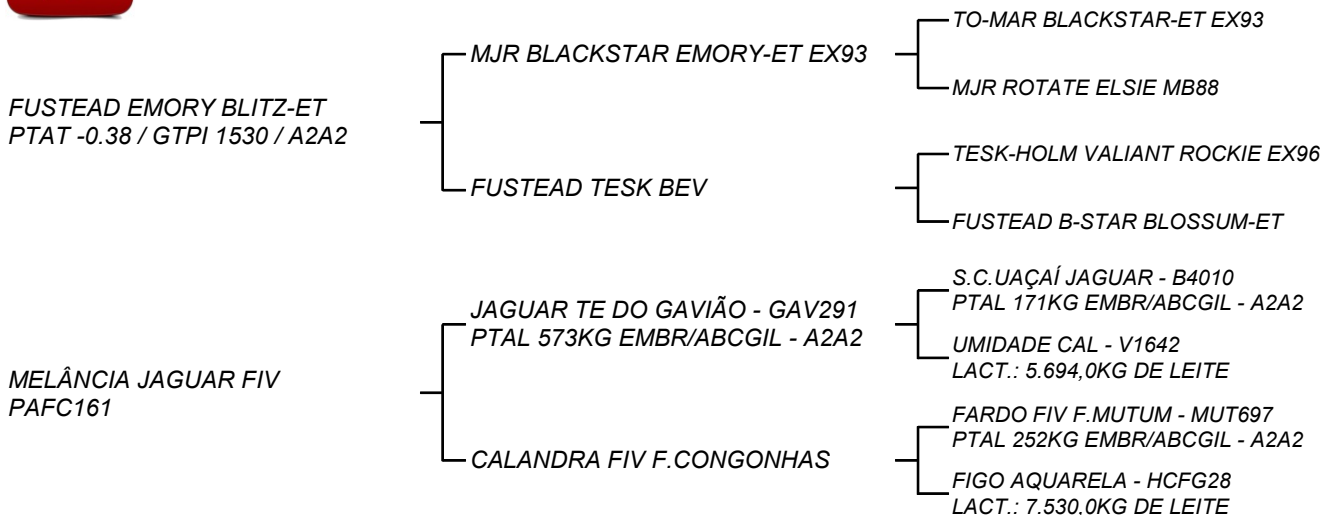 TO-MAR BLACKSTAR-ET EX93
MJR BLACKSTAR EMORY-ET EX93
MJR ROTATE ELSIE MB88
FUSTEAD EMORY BLITZ-ET
PTAT -0.38 / GTPI 1530 / A2A2
TESK-HOLM VALIANT ROCKIE EX96
FUSTEAD TESK BEV
FUSTEAD B-STAR BLOSSUM-ET
S.C.UAÇAÍ JAGUAR - B4010
PTAL 171KG EMBR/ABCGIL - A2A2
JAGUAR TE DO GAVIÃO - GAV291
PTAL 573KG EMBR/ABCGIL - A2A2
UMIDADE CAL - V1642
LACT.: 5.694,0KG DE LEITE
MELÂNCIA JAGUAR FIV
PAFC161
FARDO FIV F.MUTUM - MUT697
PTAL 252KG EMBR/ABCGIL - A2A2
CALANDRA FIV F.CONGONHAS
FIGO AQUARELA - HCFG28
LACT.: 7.530,0KG DE LEITE